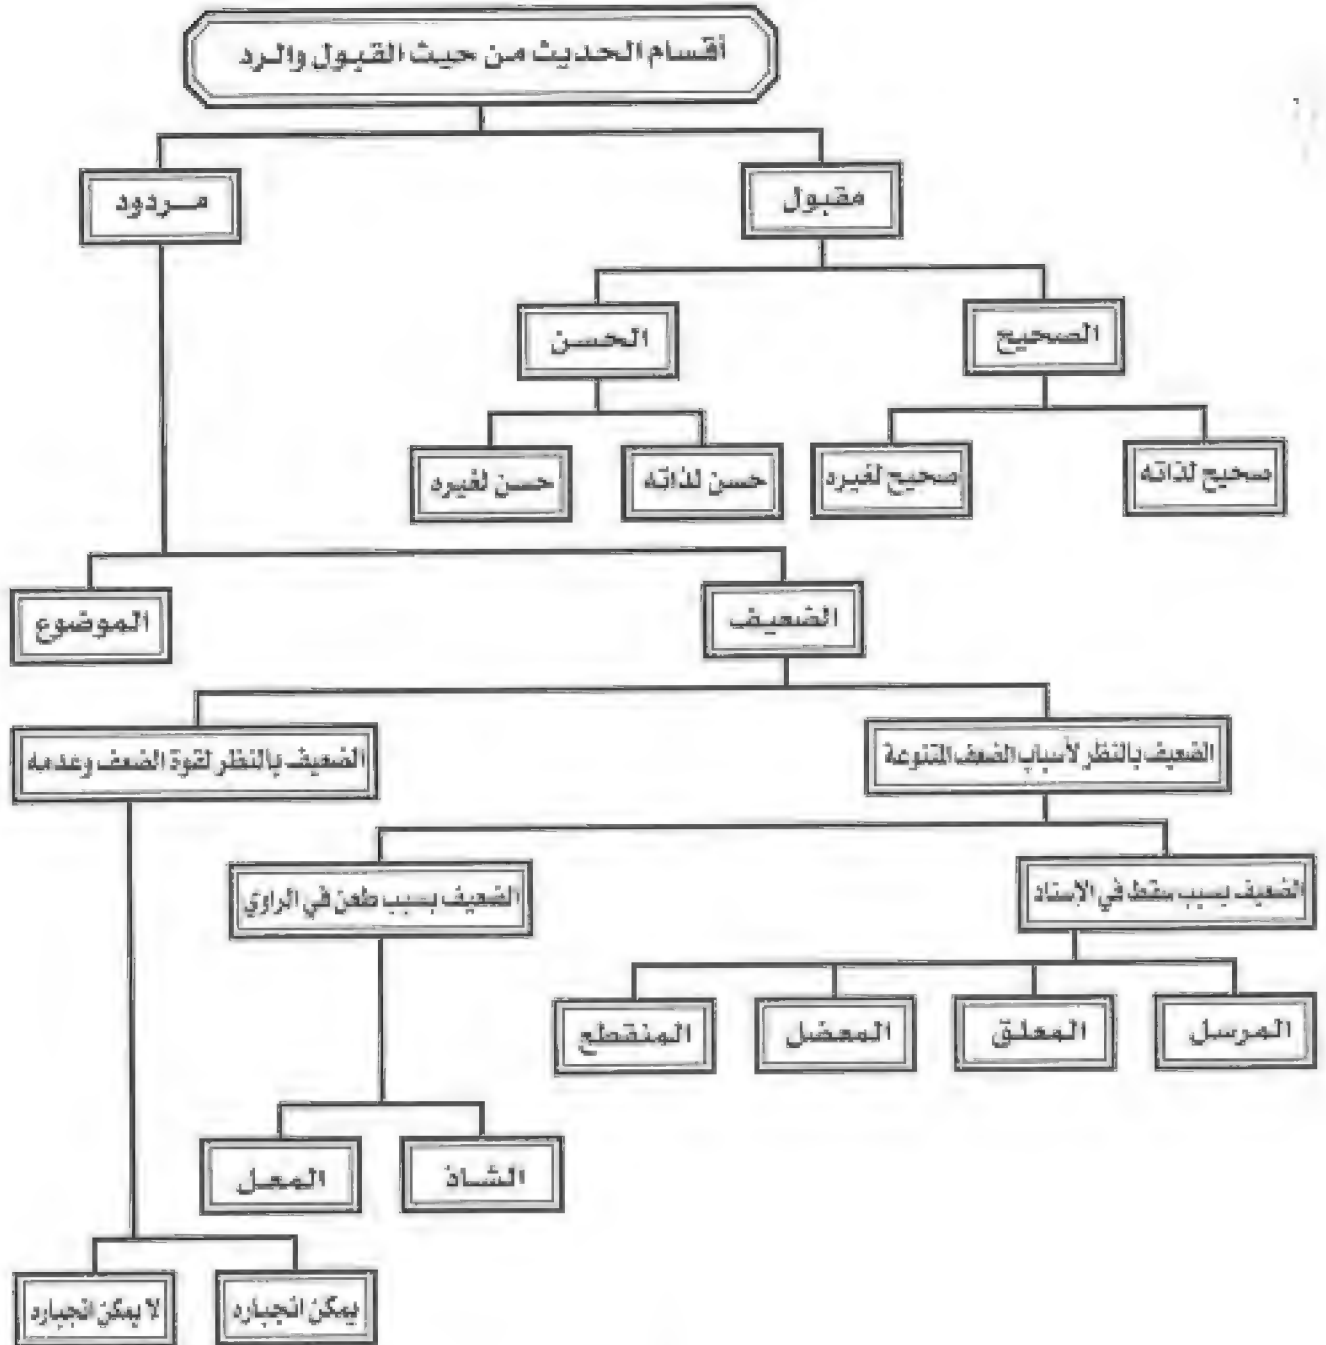 أقسام الحديث من حيث القبول والرد
مقبول
مردود
الصحيح
الحسن
صحيح لذاته
صحيح لغيره
حسن لذاته
حسن لغيره
الضعيف
الموضوع
الضعيف بالنظر لأسباب الضعف المتنوعة
الضعيف بالنظر لقوة الضعف وعدمه
الضعيف بسبب سقط في الإسناد
الضعيف بسبب طعن في الراوي
المرسل
المعلق
المعضل
المنقطع
الشاذ
المعل
يمكن انجباره
لا يمكن انجباره